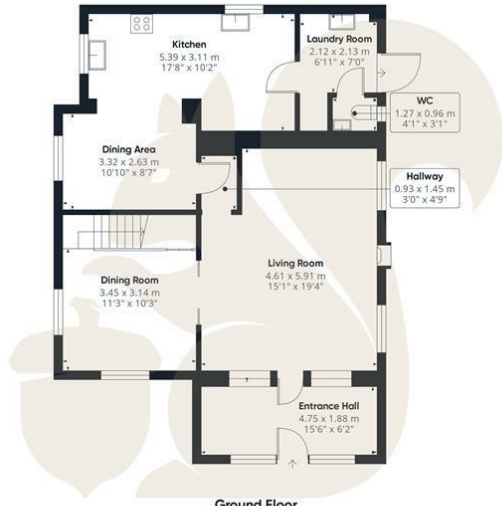 Kitchen
5.39 x 3.11 m
17'8" x 10'2"
Laundry Room
2.12 x 2.13 m
6'11" x 7'0"
WC
1.27 x 0.96 m
4'1" x 3'1"
Dining Area
3.32 x 2.63 m
10'10" x 8'7"
Hallway
0.93 x 1.45 m
3'0" x 4'9"
Living Room
4.61 x 5.91 m
15'1" x 19'4"
Dining Room
3.45 x 3.14 m
11'3" x 10'3"
Entrance Hall
4.75 x 1.88 m
15'6" x 6'2"
Ground Floor